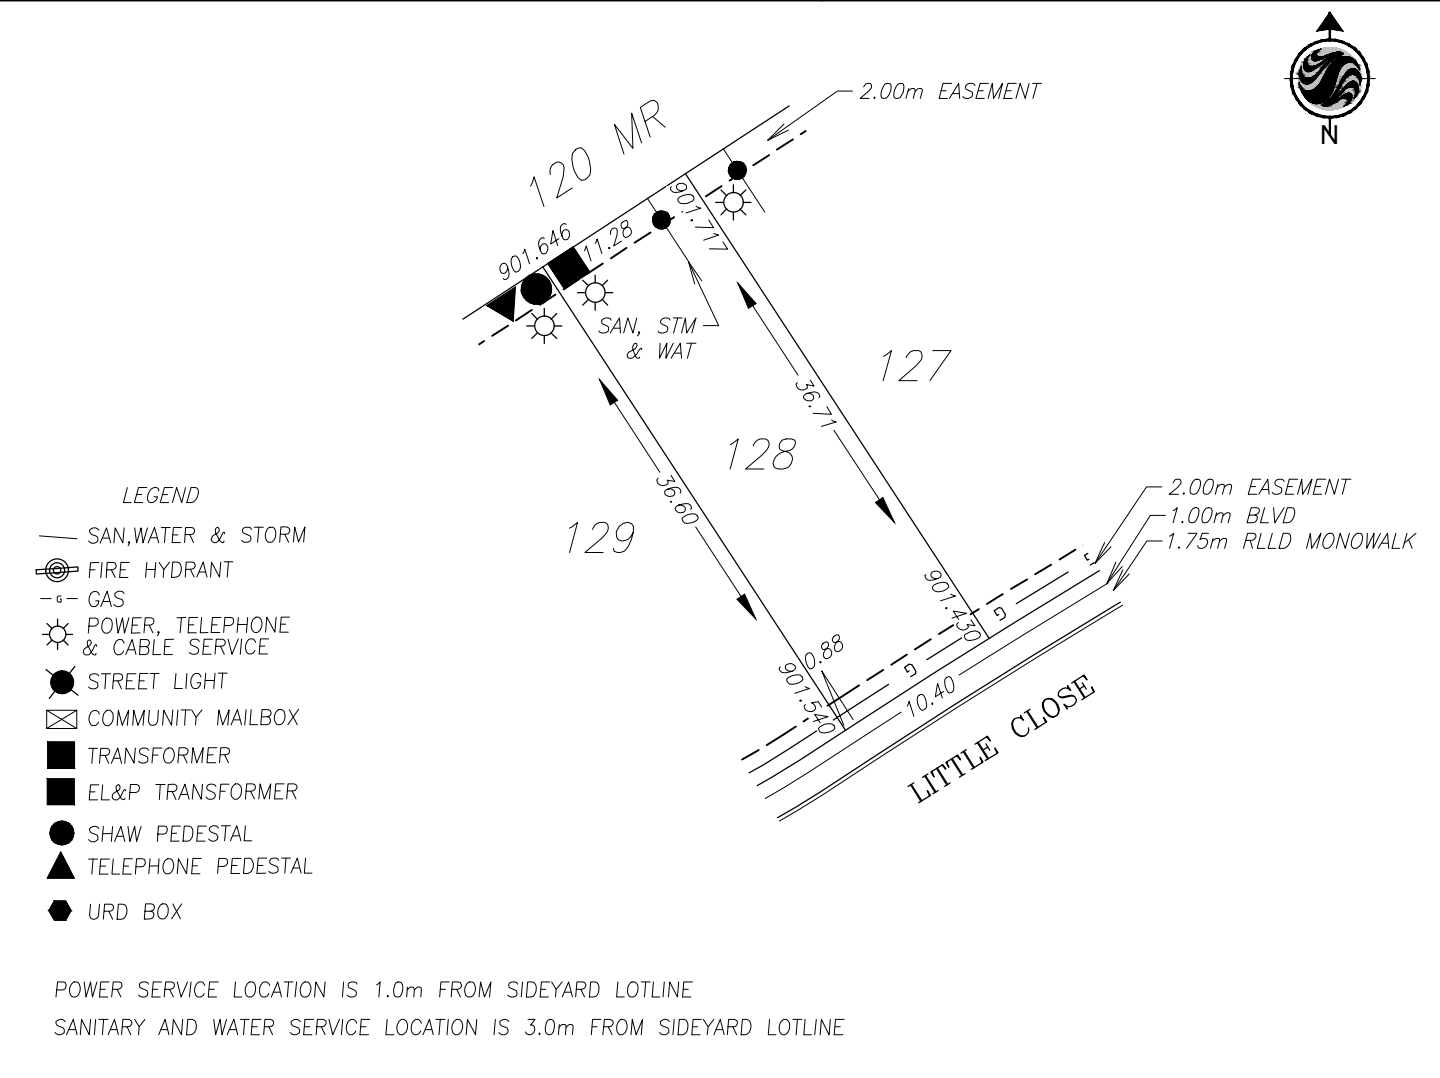 2.00m EASEMENT
N
120 MR
901.646
11.28
901.717
SAN, STM
& WAT
127
36.71
128
36.60
129
2.00m EASEMENT
1.00m BLVD
1.75m RLLD MONOWALK
901.430
G
G
0.88
901.540
10.40
LITTLE CLOSE
LEGEND
SAN,WATER & STORM
FIRE HYDRANT
G GAS
POWER, TELEPHONE
& CABLE SERVICE
STREET LIGHT
COMMUNITY MAILBOX
TRANSFORMER
EL&P TRANSFORMER
SHAW PEDESTAL
TELEPHONE PEDESTAL
URD BOX
POWER SERVICE LOCATION IS 1.0m FROM SIDEYARD LOTLINE
SANITARY AND WATER SERVICE LOCATION IS 3.0m FROM SIDEYARD LOTLINE